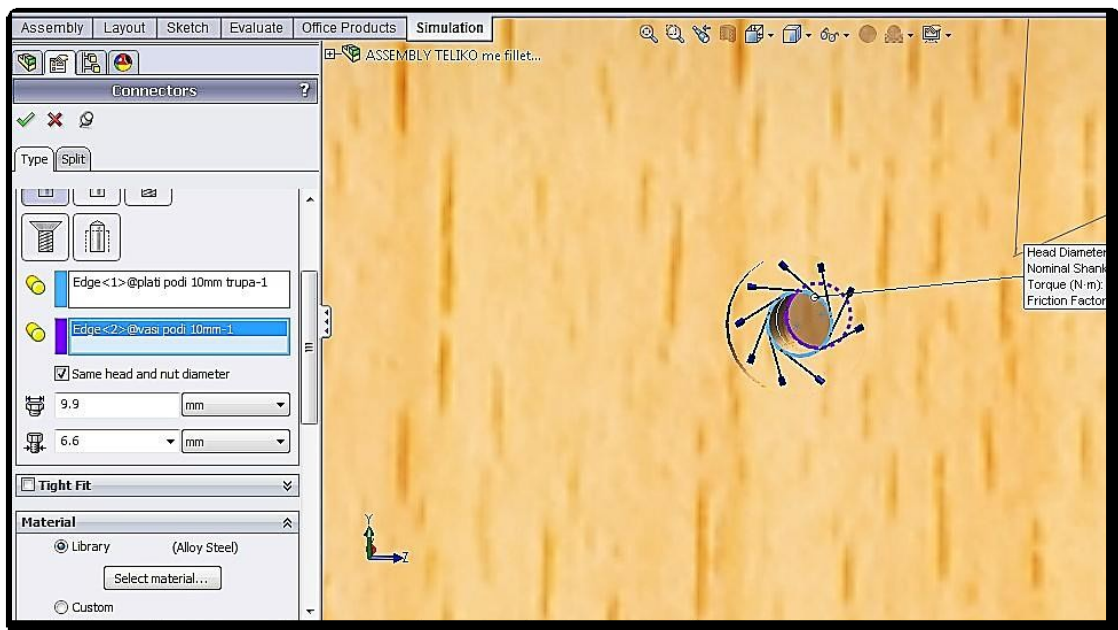 Assembly Layout Sketch Evaluate Office Products Simulation
ASSEMBLY TELIKO me fillet...
Connectors ?
Type Split
Edge<1>@plati podi 10mm trupa-1
Edge<2>@vasi podi 10mm-1
Same head and nut diameter
9.9 mm
6.6 mm
Tight Fit
Material
Library (Alloy Steel)
Select material...
Custom
Head Diameter
Nominal Shank
Torque (N·m):
Friction Factor
Y
Z